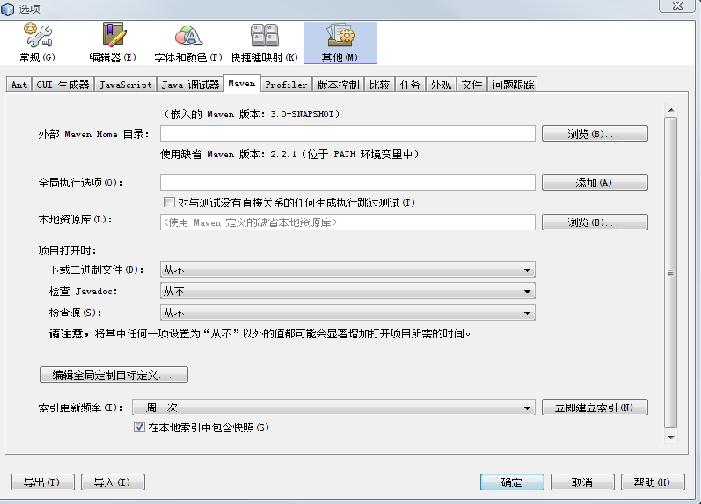 选项
常规(G)
编辑器(E)
字体和颜色(F)
快捷键映射(K)
其他(M)
Ant
GUI 生成器
JavaScript
Java 调试器
Maven
Profiler
版本控制
比较
任务
外观
文件
问题跟踪
(嵌入的 Maven 版本: 3.0-SNAPSHOT)
外部 Maven Home 目录:
浏览(B)...
使用缺省 Maven 版本: 2.2.1 (位于 PATH 环境变量中)
全局执行选项(O):
添加(A)
对与测试没有直接关系的任何生成执行跳过测试(T)
本地资源库(L):
<使用 Maven 定义的缺省本地资源库>
浏览(B)...
项目打开时:
下载二进制文件(D):
从不
检查 Javadoc:
从不
检查源(S):
从不
请注意, 将其中任何一项设置为“从不”以外的值都可能会显著增加打开项目所需的时间。
编辑全局定制目标定义...
索引更新频率(I):
一周一次
立即建立索引(N)
在本地索引中包含快照(S)
导出(T)
导入(I)
确定
取消
帮助(H)